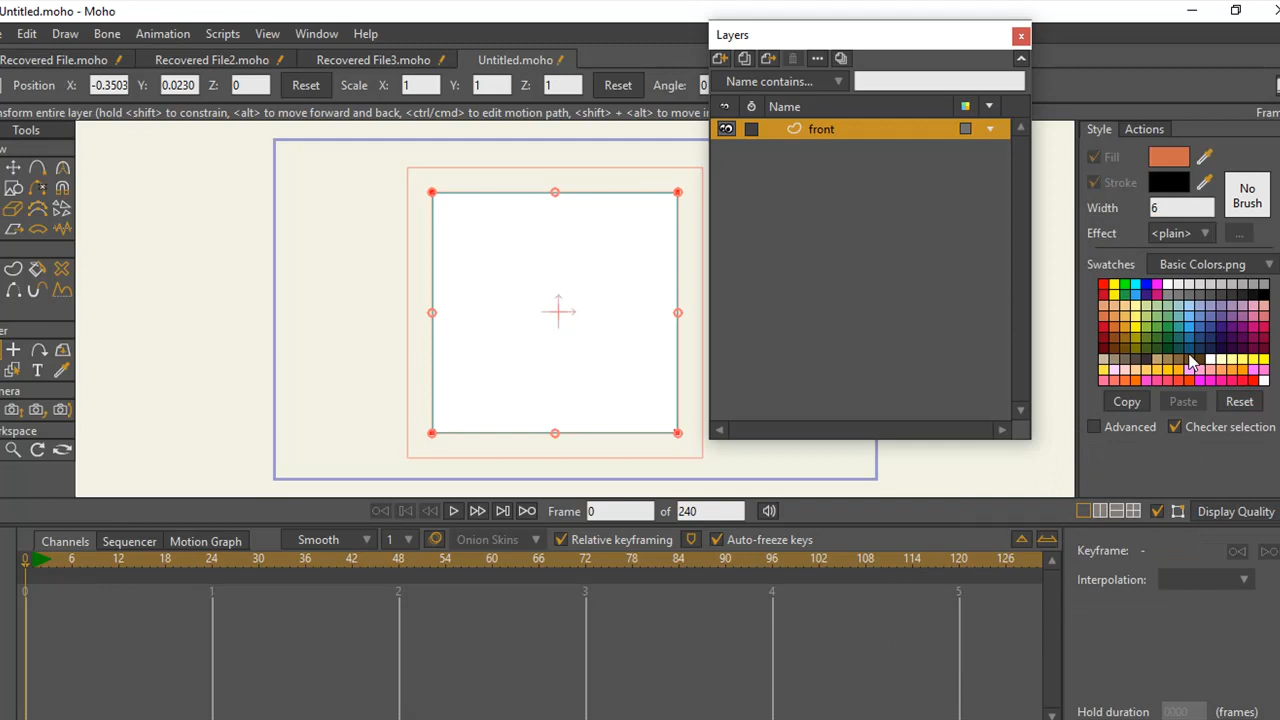 Untitled.moho - Moho
Edit Draw Bone Animation Scripts View Window Help
Recovered File.moho Recovered File2.moho Recovered File3.moho Untitled.moho
Position X: -0.3503 Y: 0.0230 Z: 0 Reset Scale X: 1 Y: 1 Z: 1 Reset Angle: 0
nsform entire layer (hold <shift> to constrain, <alt> to move forward and back, <ctrl/cmd> to edit motion path, <shift> + <alt> to move in
Layers
Name contains...
Name
front
Tools
T
Fram
Style Actions
Fill
Stroke
No Brush
Width 6
Effect <plain> ...
Swatches Basic Colors.png
Copy Paste Reset
Advanced Checker selection
Frame 0 of 240 Display Quality
Channels Sequencer Motion Graph Smooth 1 Onion Skins Relative keyframing Auto-freeze keys
0 6 12 18 24 30 36 42 48 54 60 66 72 78 84 90 96 102 108 114 120 126
0 1 2 3 4 5
Keyframe: -
Interpolation:
Hold duration 0000 (frames)